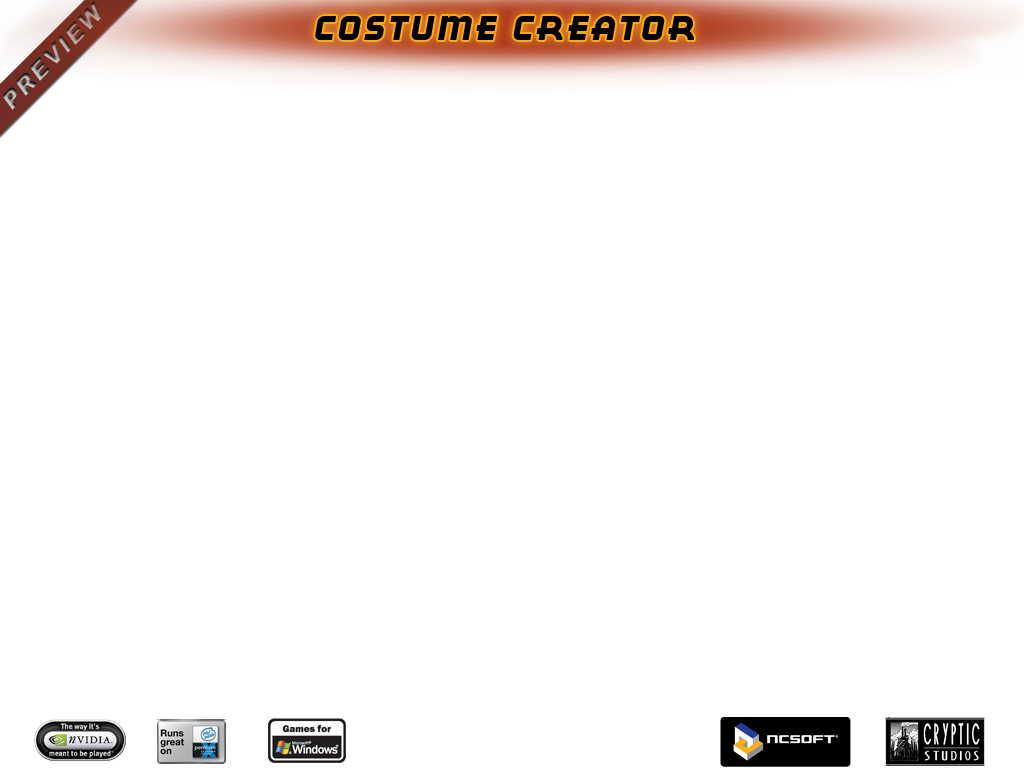 PREVIEW
COSTUME CREATOR
The way it's
nVIDIA.
meant to be played
Runs
great
on
intel
pentium
Games for
Microsoft
Windows
NCSOFT
CRYPTIC
STUDIOS